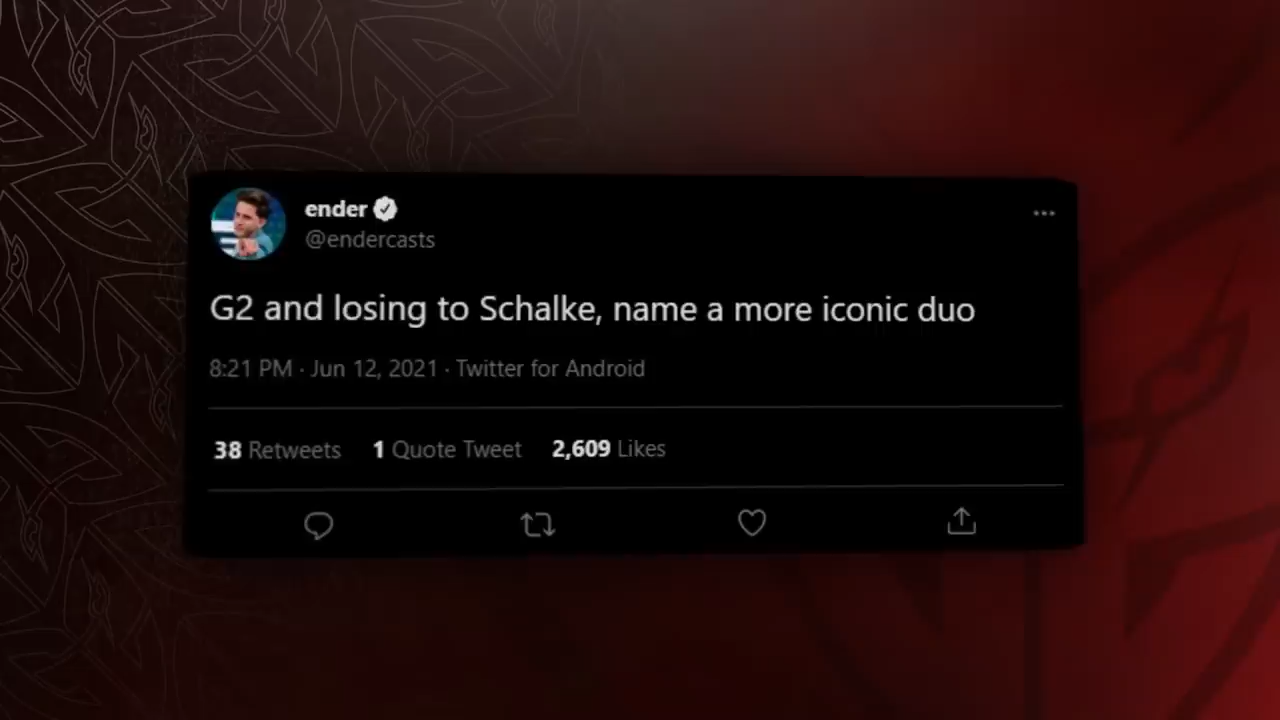 ender
@endercasts
G2 and losing to Schalke, name a more iconic duo
8:21 PM · Jun 12, 2021 · Twitter for Android
38 Retweets 1 Quote Tweet 2,609 Likes